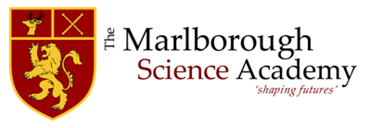 The Marlborough
Science Academy
'shaping futures'